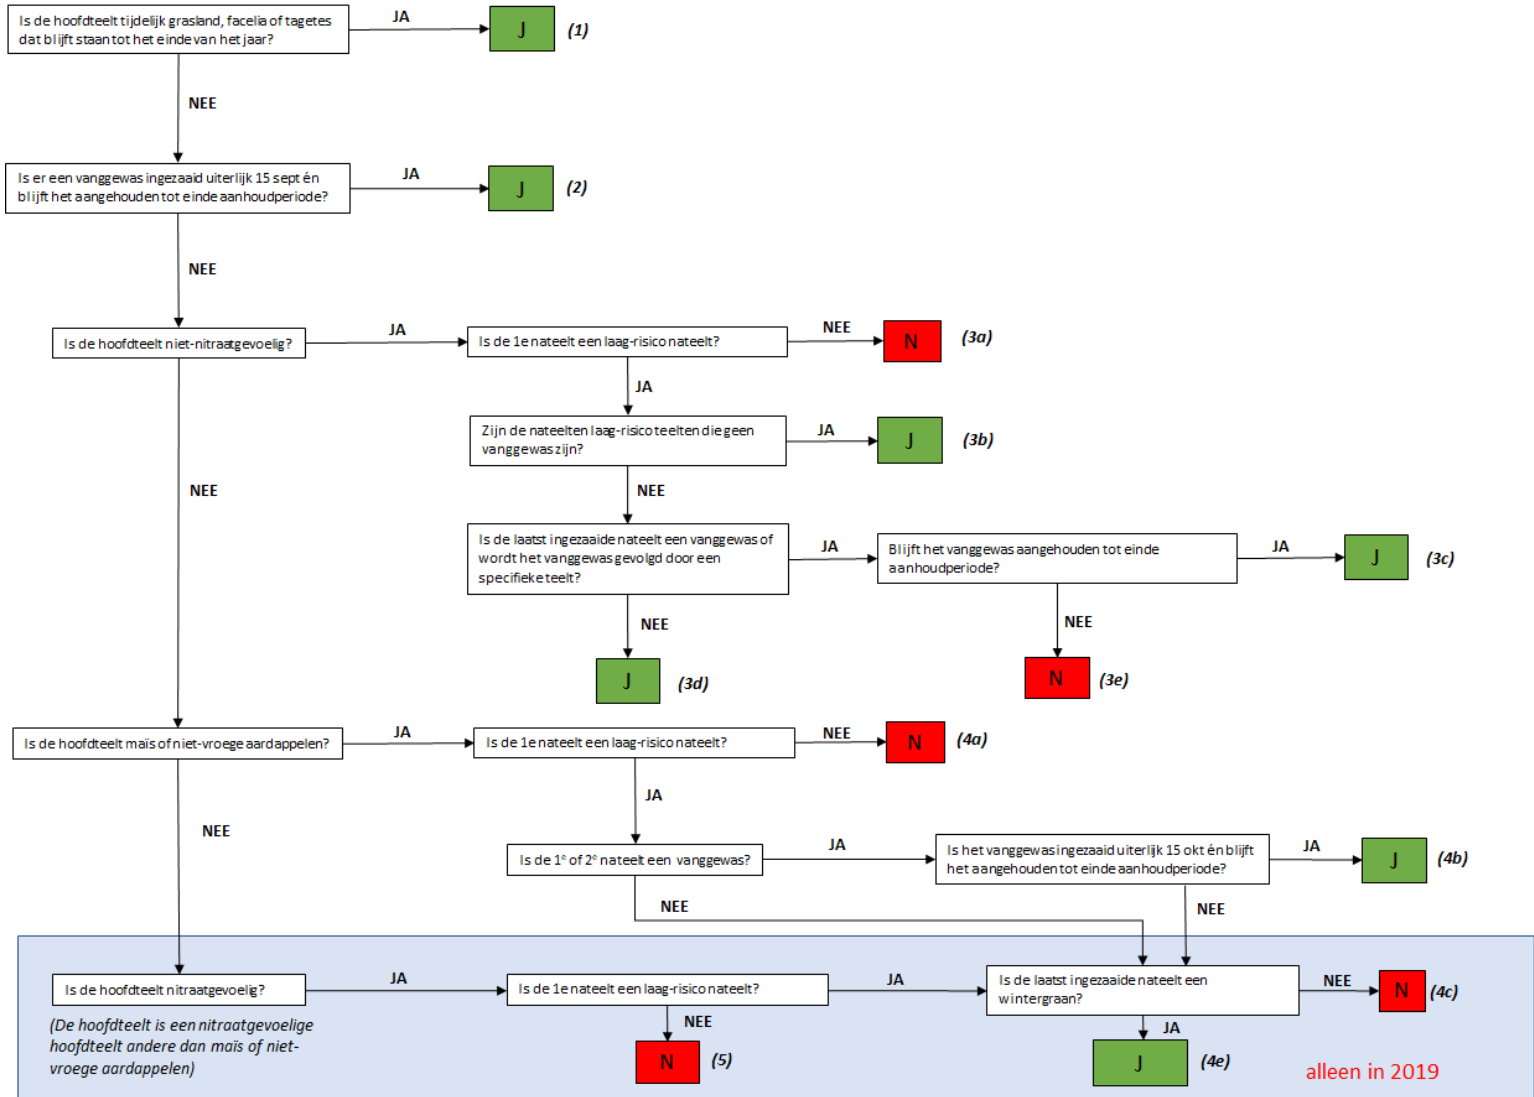 Is de hoofdteelt tijdelijk grasland, facelia of tagetes
dat blijft staan tot het einde van het jaar?
JA
J
(1)
NEE
Is er een vanggewas ingezaaid uiterlijk 15 sept én
blijft het aangehouden tot einde aanhoudperiode?
JA
J
(2)
NEE
Is de hoofdteelt niet-nitraatgevoelig?
JA
Is de 1e nateelt een laag-risico nateelt?
NEE
N
(3a)
JA
Zijn de nateelten laag-risico teelten die geen
vanggewas zijn?
JA
J
(3b)
NEE
NEE
Is de laatst ingezaaide nateelt een vanggewas of
wordt het vanggewas gevolgd door een
specifieke teelt?
JA
Blijft het vanggewas aangehouden tot einde
aanhoudperiode?
JA
J
(3c)
NEE
NEE
J
(3d)
N
(3e)
Is de hoofdteelt maïs of niet-vroege aardappelen?
JA
Is de 1e nateelt een laag-risico nateelt?
NEE
N
(4a)
JA
NEE
Is de 1e of 2e nateelt een vanggewas?
JA
Is het vanggewas ingezaaid uiterlijk 15 okt én blijft
het aangehouden tot einde aanhoudperiode?
JA
J
(4b)
NEE
NEE
Is de hoofdteelt nitraatgevoelig?
JA
Is de 1e nateelt een laag-risico nateelt?
JA
Is de laatst ingezaaide nateelt een
wintergraan?
NEE
N
(4c)
(De hoofdteelt is een nitraatgevoelige
hoofdteelt andere dan maïs of niet-
vroege aardappelen)
NEE
N
(5)
JA
J
(4e)
alleen in 2019